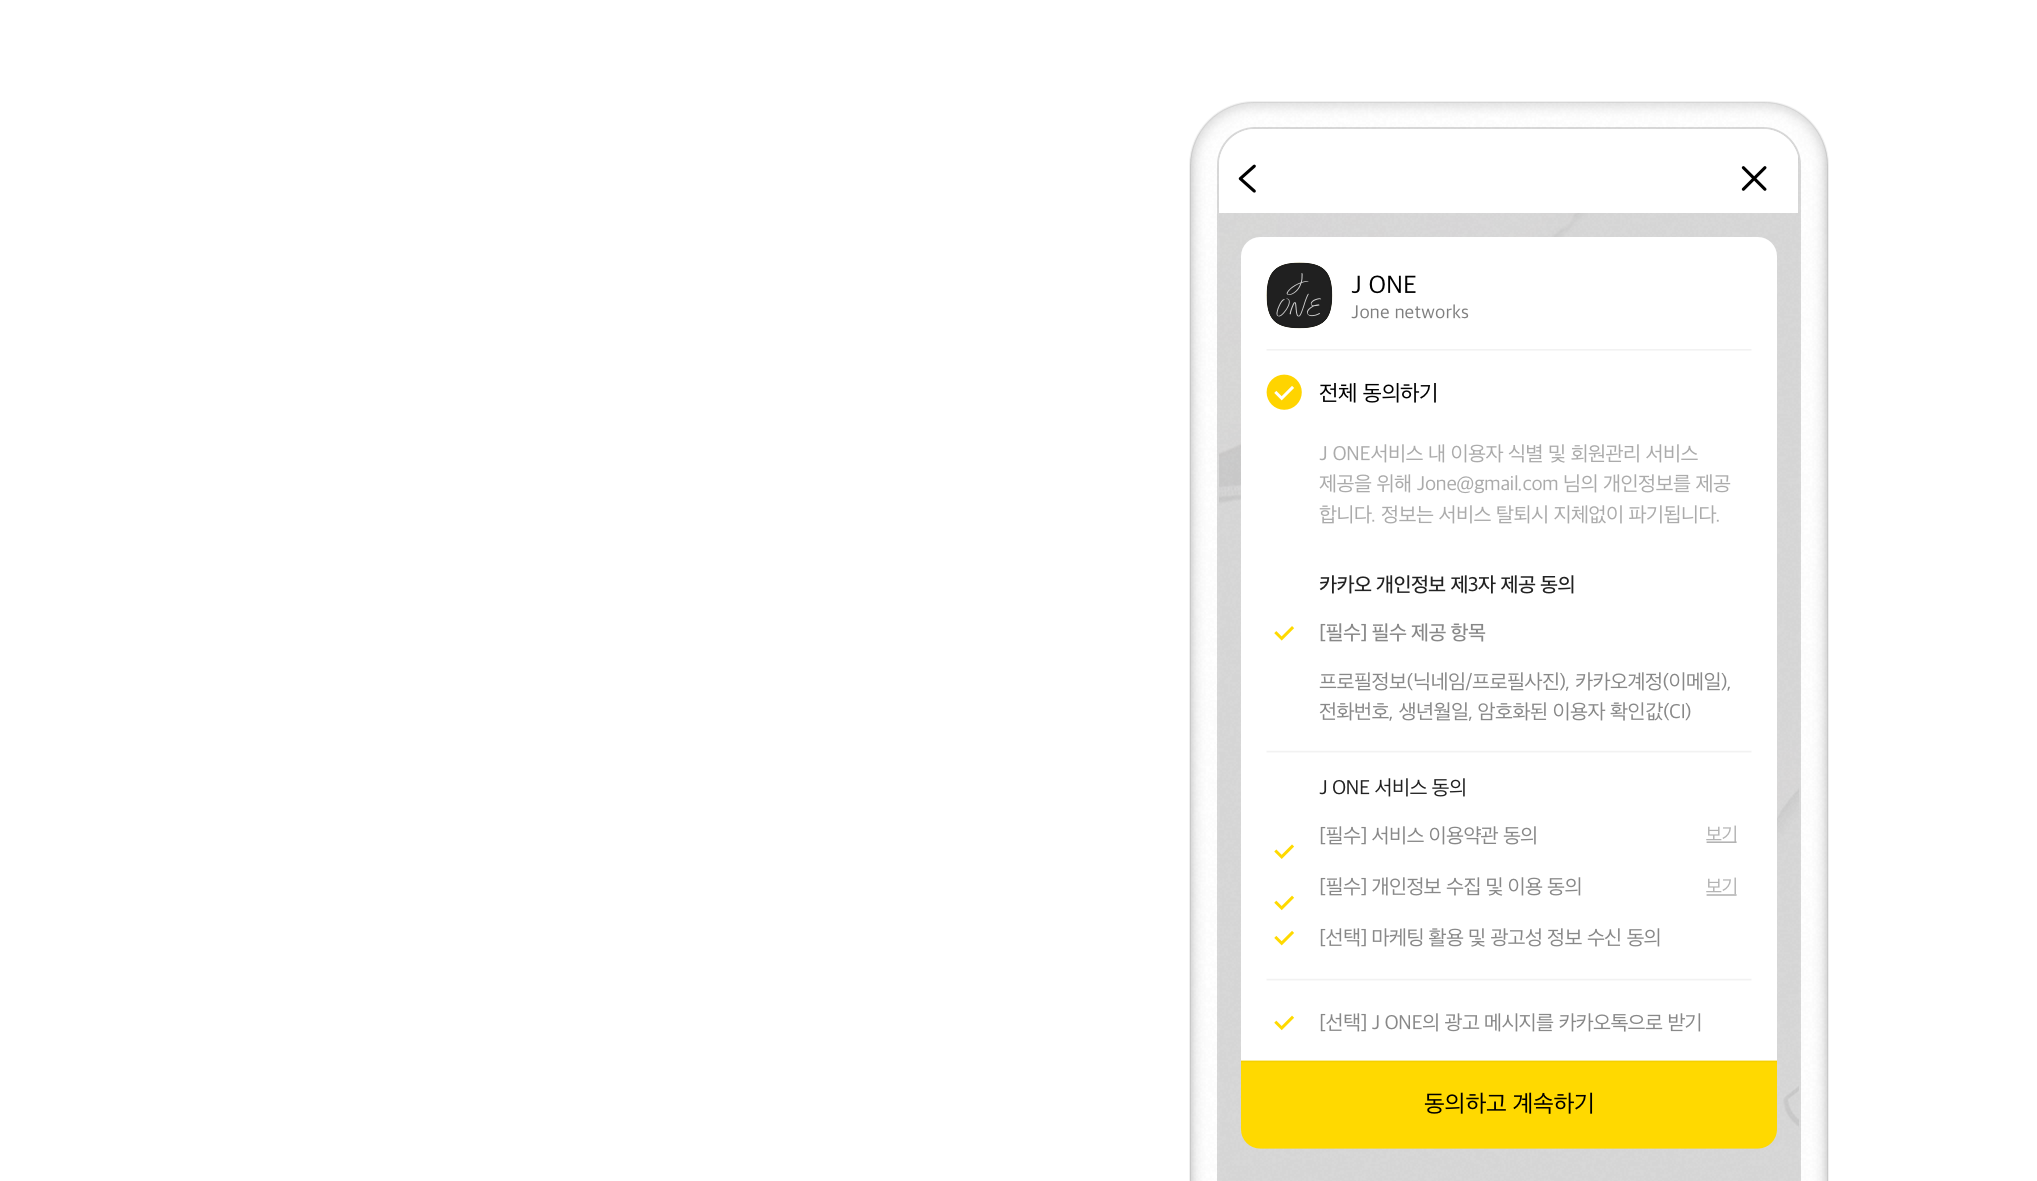 J
ONE
J ONE
Jone networks
전체 동의하기
J ONE서비스 내 이용자 식별 및 회원관리 서비스
제공을 위해 Jone@gmail.com 님의 개인정보를 제공
합니다. 정보는 서비스 탈퇴시 지체없이 파기됩니다.
카카오 개인정보 제3자 제공 동의
[필수] 필수 제공 항목
프로필정보(닉네임/프로필사진), 카카오계정(이메일),
전화번호, 생년월일, 암호화된 이용자 확인값(CI)
J ONE 서비스 동의
[필수] 서비스 이용약관 동의 보기
[필수] 개인정보 수집 및 이용 동의 보기
[선택] 마케팅 활용 및 광고성 정보 수신 동의
[선택] J ONE의 광고 메시지를 카카오톡으로 받기
동의하고 계속하기